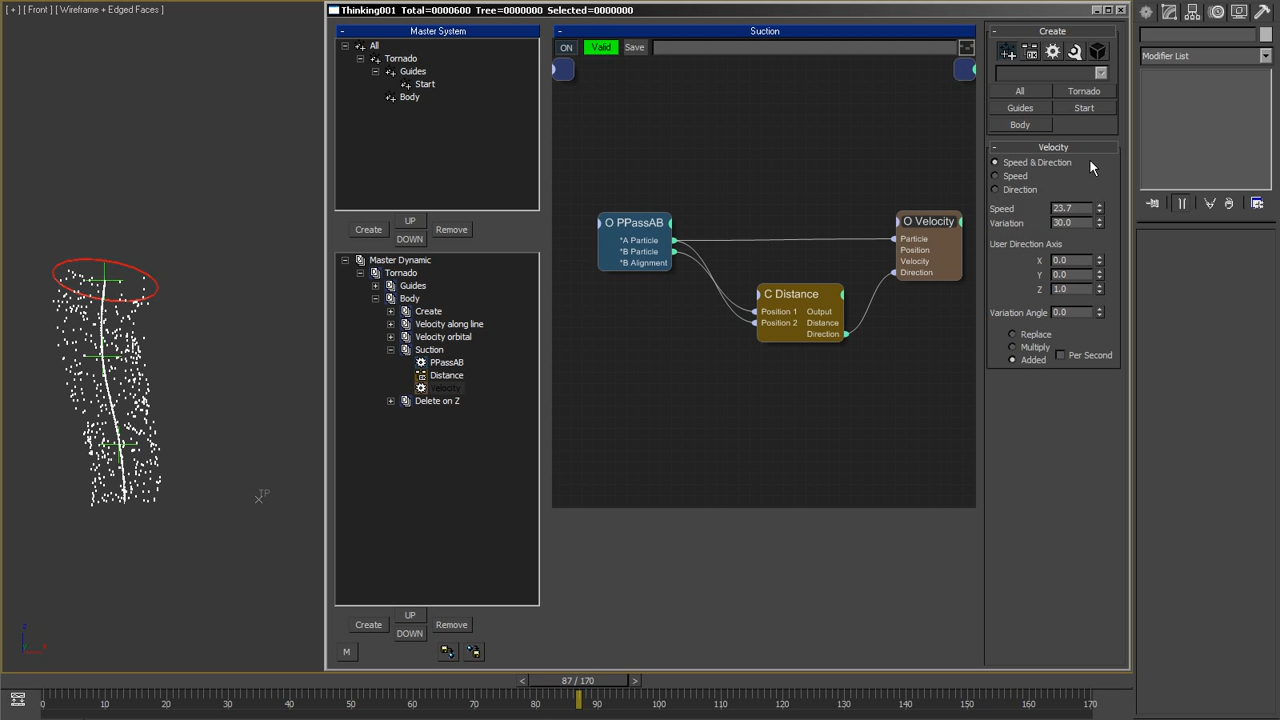 [ + ] [ Front ] [ Wireframe + Edged Faces ]
Thinking001 Total=0000600 Tree=0000000 Selected=0000000
Master System
All
Tornado
Guides
Start
Body
Create
UP
DOWN
Remove
Master Dynamic
Tornado
Guides
Body
Create
Velocity along line
Velocity orbital
Suction
PPassAB
Distance
Velocity
Delete on Z
Create
UP
DOWN
Remove
M
Suction
ON
Valid
Save
O PPassAB
*A Particle
*B Particle
*B Alignment
C Distance
Position 1 Output
Position 2 Distance
Direction
O Velocity
Particle
Position
Velocity
Direction
Create
All
Tornado
Guides
Start
Body
Velocity
Speed & Direction
Speed
Direction
Speed 23.7
Variation 30.0
User Direction Axis
X 0.0
Y 0.0
Z 1.0
Variation Angle 0.0
Replace
Multiply
Added
Per Second
Modifier List
TP
z
x
< 87 / 170 >
0 10 20 30 40 50 60 70 80 90 100 110 120 130 140 150 160 170